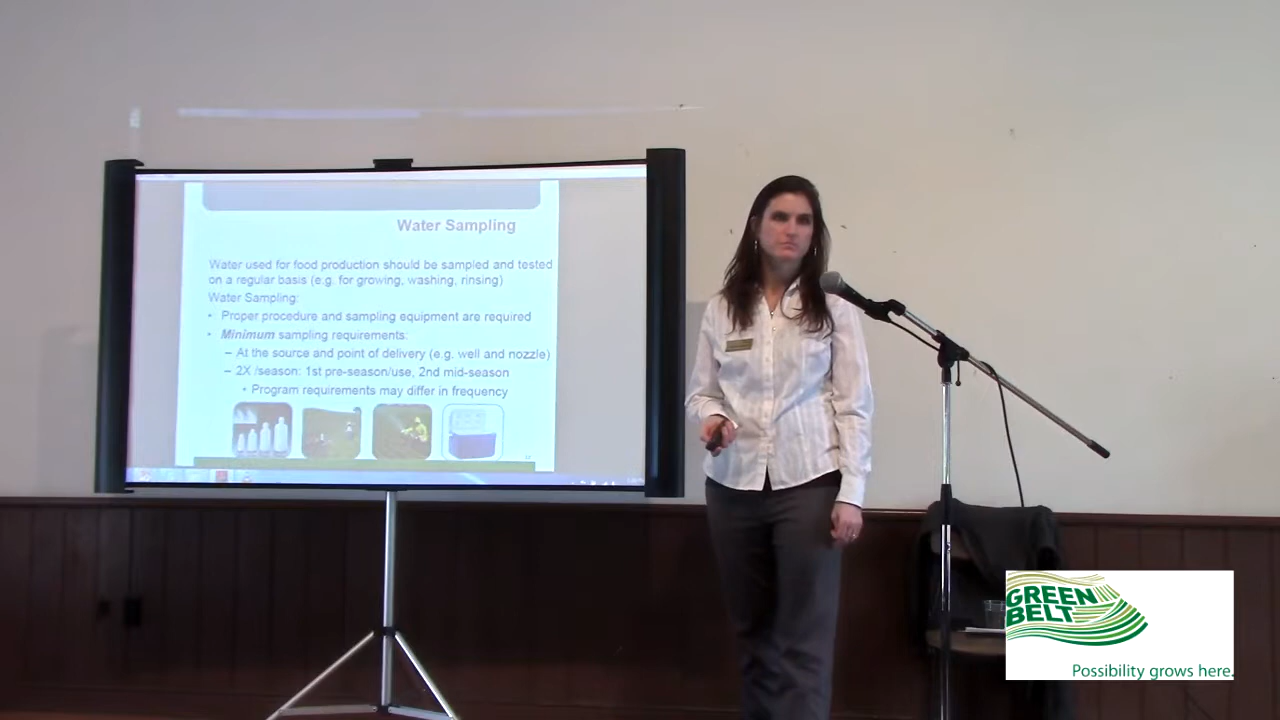 Water Sampling
Water used for food production should be sampled and tested
on a regular basis (e.g. for growing, washing, rinsing)
Water Sampling:
• Proper procedure and sampling equipment are required
• Minimum sampling requirements:
– At the source and point of delivery (e.g. well and nozzle)
– 2X /season: 1st pre-season/use, 2nd mid-season
• Program requirements may differ in frequency
GREEN
BELT
Possibility grows here.